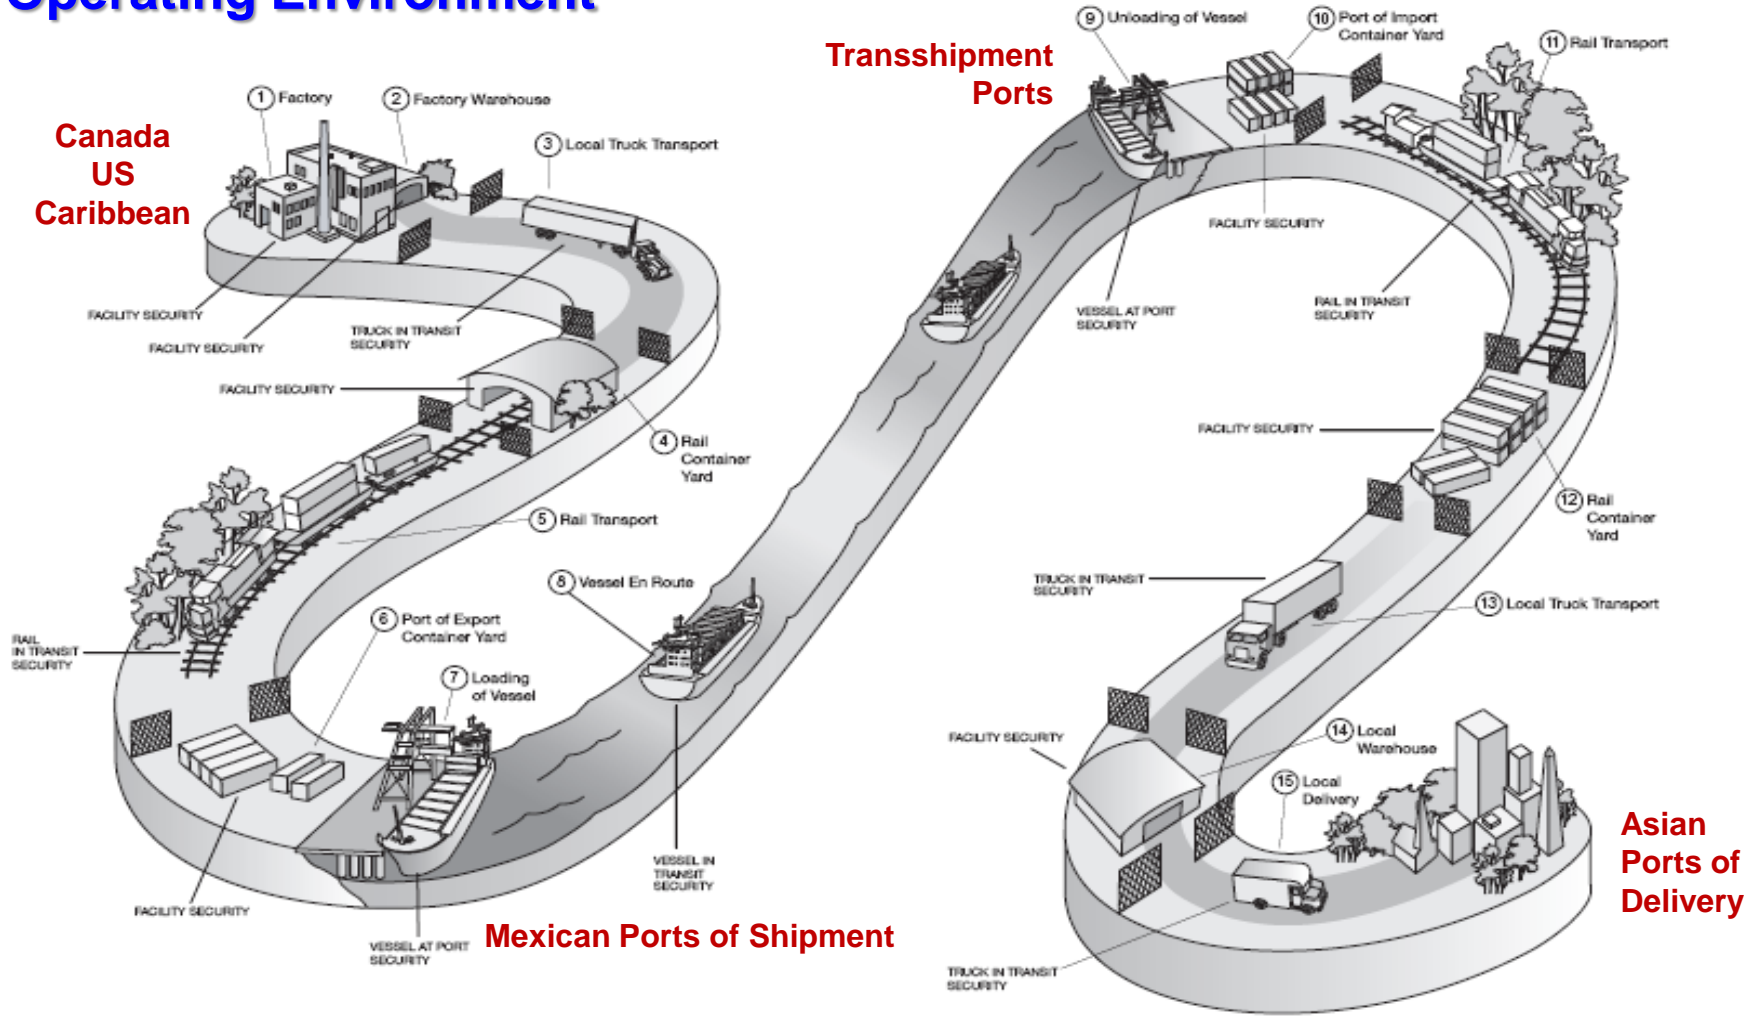 Operating Environment
Canada
US
Caribbean
1 Factory
2 Factory Warehouse
3 Local Truck Transport
FACILITY SECURITY
FACILITY SECURITY
TRUCK IN TRANSIT
SECURITY
FACILITY SECURITY
4 Rail
Container
Yard
5 Rail Transport
RAIL
IN TRANSIT
SECURITY
6 Port of Export
Container Yard
7 Loading
of Vessel
FACILITY SECURITY
VESSEL AT PORT
SECURITY
Mexican Ports of Shipment
8 Vessel En Route
VESSEL IN
TRANSIT
SECURITY
Transshipment
Ports
9 Unloading of Vessel
VESSEL AT PORT
SECURITY
10 Port of Import
Container Yard
FACILITY SECURITY
11 Rail Transport
RAIL IN TRANSIT
SECURITY
FACILITY SECURITY
12 Rail
Container
Yard
TRUCK IN TRANSIT
SECURITY
13 Local Truck Transport
FACILITY SECURITY
14 Local
Warehouse
15 Local
Delivery
TRUCK IN TRANSIT
SECURITY
Asian
Ports of
Delivery